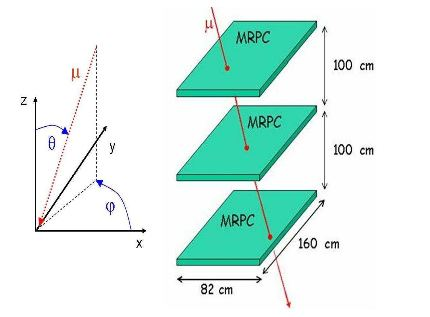 μ
z
θ
y
φ
x
μ
MRPC
100 cm
MRPC
100 cm
MRPC
160 cm
82 cm